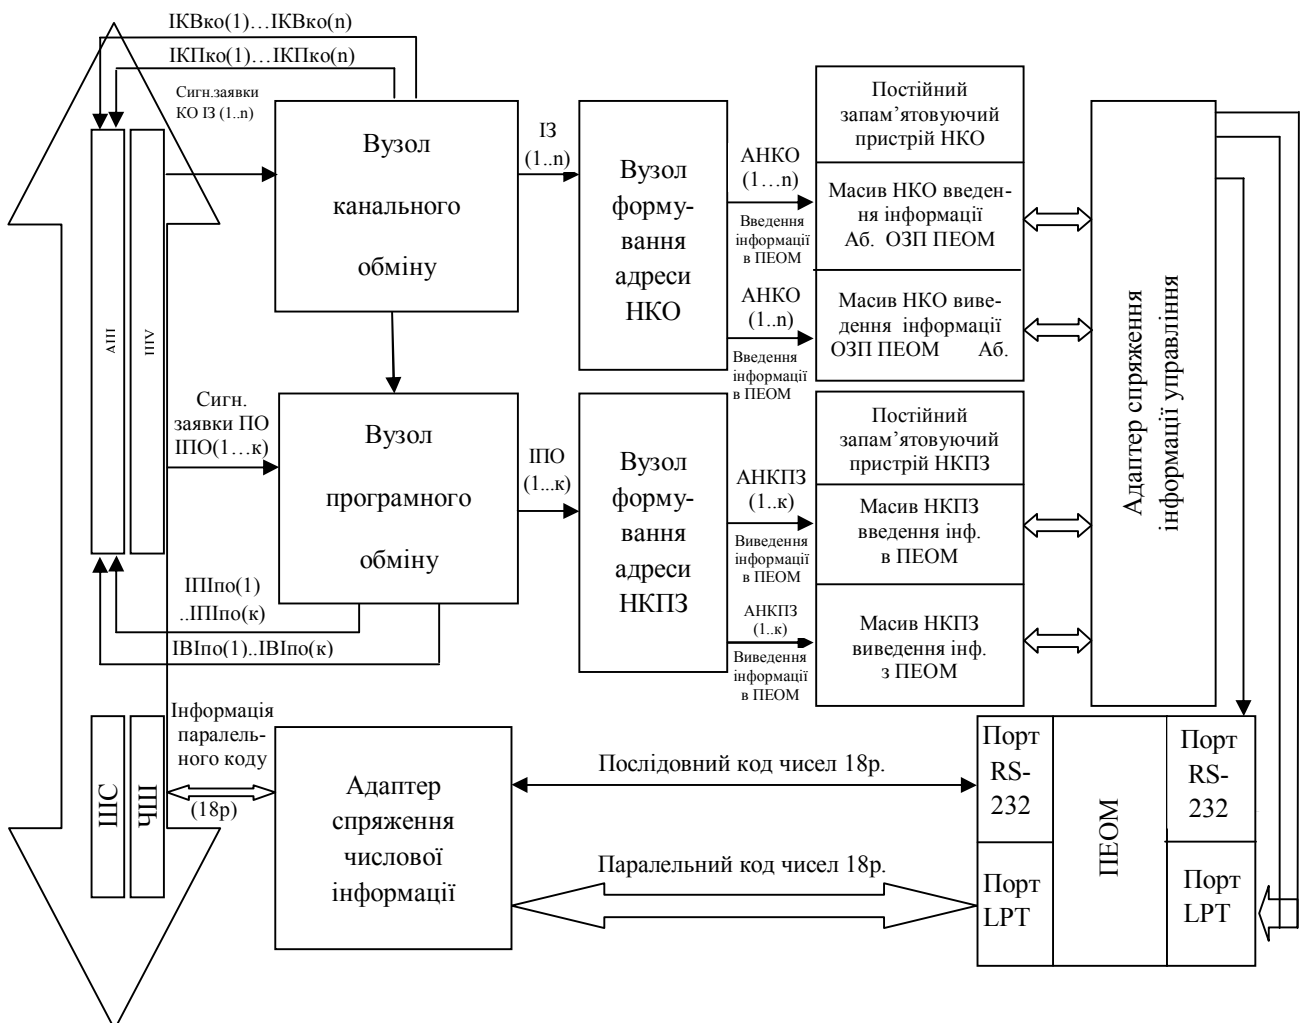 ІКВко(1)…ІКВко(n)
ІКПко(1)…ІКПко(n)
Сигн.заявки
КО ІЗ (1..n)
Вузол
канального
обміну
ІЗ
(1..n)
Вузол
форму-
вання
адреси
НКО
АНКО
(1…n)
Введення
інформації
в ПЕОМ
АНКО
(1..n)
Введення
інформації
в ПЕОМ
Постійний
запам’ятовуючий
пристрій НКО
Масив НКО введен-
ня інформації
Аб. ОЗП ПЕОМ
Масив НКО виве-
дення інформації
ОЗП ПЕОМ Аб.
Адаптер спряження
інформації управління
Сигн.
заявки ПО
ІПО(1…к)
Вузол
програмного
обміну
ІПО
(1...к)
Вузол
форму-
вання
адреси
НКПЗ
АНКПЗ
(1..к)
Виведення
інформації
в ПЕОМ
АНКПЗ
(1..к)
Виведення
інформації
в ПЕОМ
Постійний
запам’ятовуючий
пристрій НКПЗ
Масив НКПЗ
введення інф.
в ПЕОМ
Масив НКПЗ
виведення інф.
з ПЕОМ
ІПІпо(1)
..ІПІпо(к)
ІВІпо(1)..ІВІпо(к)
Інформація
паралель-
ного коду
(18р)
ШС
ЧШ
Адаптер
спряження
числової
інформації
Послідовний код чисел 18р.
Паралельний код чисел 18р.
Порт
RS-
232
Порт
LPT
ПЕОМ
Порт
RS-
232
Порт
LPT